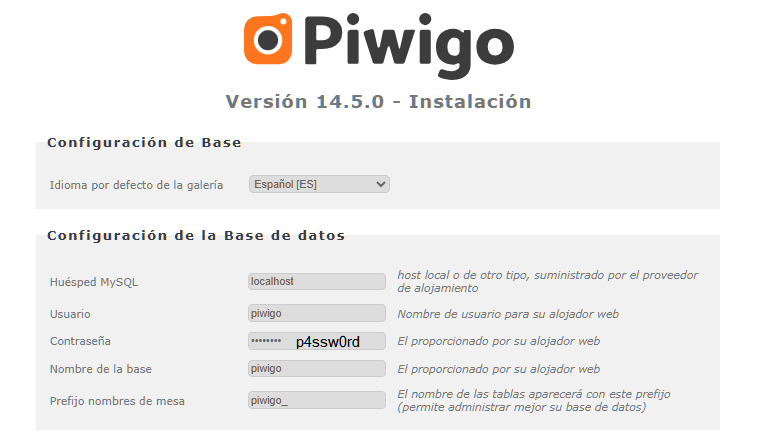 Piwigo
Versión 14.5.0 - Instalación
Configuración de Base
Idioma por defecto de la galería
Español [ES]
Configuración de la Base de datos
Huésped MySQL
localhost
host local o de otro tipo, suministrado por el proveedor
de alojamiento
Usuario
piwigo
Nombre de usuario para su alojador web
Contraseña
•••••••• p4ssw0rd
El proporcionado por su alojador web
Nombre de la base
piwigo
El proporcionado por su alojador web
Prefijo nombres de mesa
piwigo_
El nombre de las tablas aparecerá con este prefijo
(permite administrar mejor su base de datos)